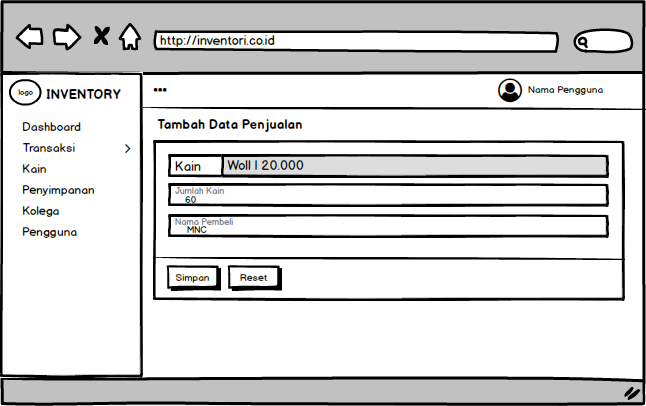 http://inventori.co.id
logo INVENTORY
Nama Pengguna
Dashboard
Transaksi
Kain
Penyimpanan
Kolega
Pengguna
Tambah Data Penjualan
Kain Woll | 20.000
Jumlah Kain
60
Nama Pembeli
MNC
Simpan Reset